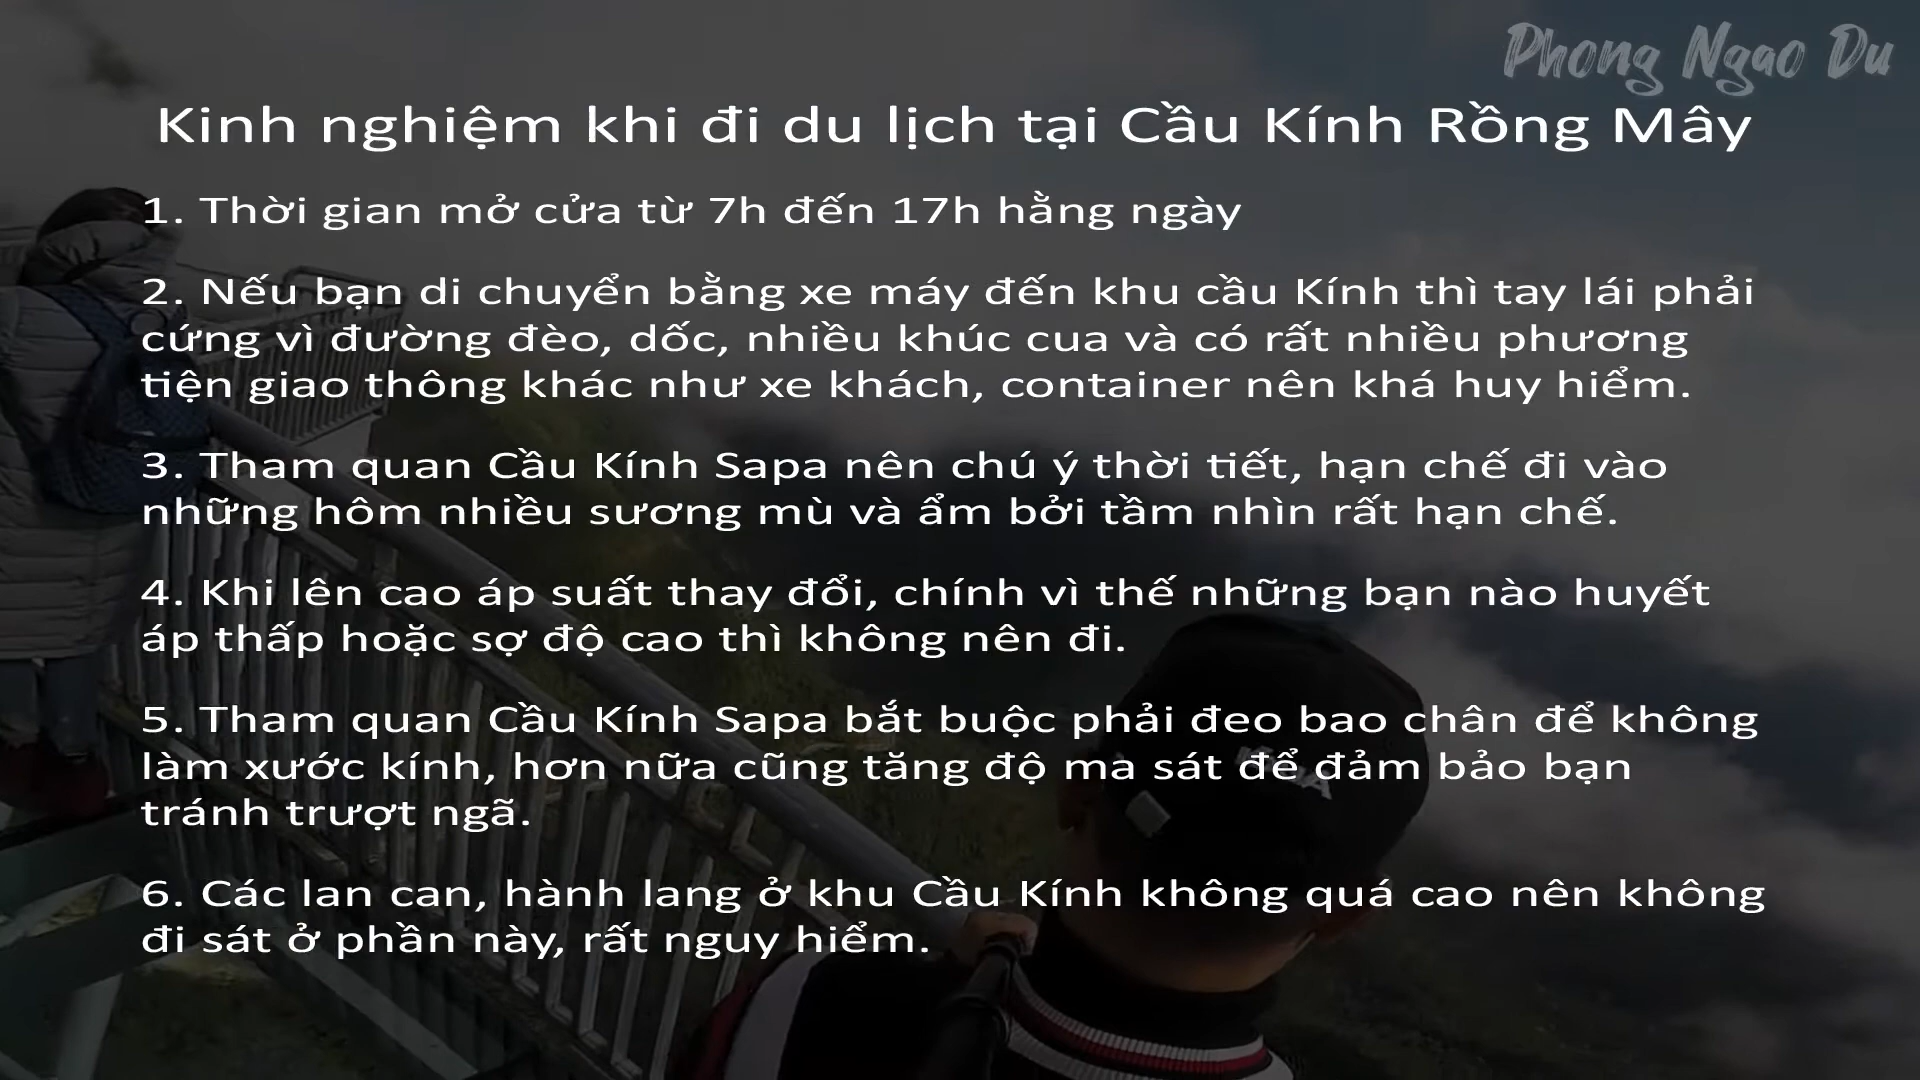 Phong Ngao Du
Kinh nghiệm khi đi du lịch tại Cầu Kính Rồng Mây
1. Thời gian mở cửa từ 7h đến 17h hằng ngày
2. Nếu bạn di chuyển bằng xe máy đến khu cầu Kính thì tay lái phải
cứng vì đường đèo, dốc, nhiều khúc cua và có rất nhiều phương
tiện giao thông khác như xe khách, container nên khá huy hiểm.
3. Tham quan Cầu Kính Sapa nên chú ý thời tiết, hạn chế đi vào
những hôm nhiều sương mù và ẩm bởi tầm nhìn rất hạn chế.
4. Khi lên cao áp suất thay đổi, chính vì thế những bạn nào huyết
áp thấp hoặc sợ độ cao thì không nên đi.
5. Tham quan Cầu Kính Sapa bắt buộc phải đeo bao chân để không
làm xước kính, hơn nữa cũng tăng độ ma sát để đảm bảo bạn
tránh trượt ngã.
6. Các lan can, hành lang ở khu Cầu Kính không quá cao nên không
đi sát ở phần này, rất nguy hiểm.